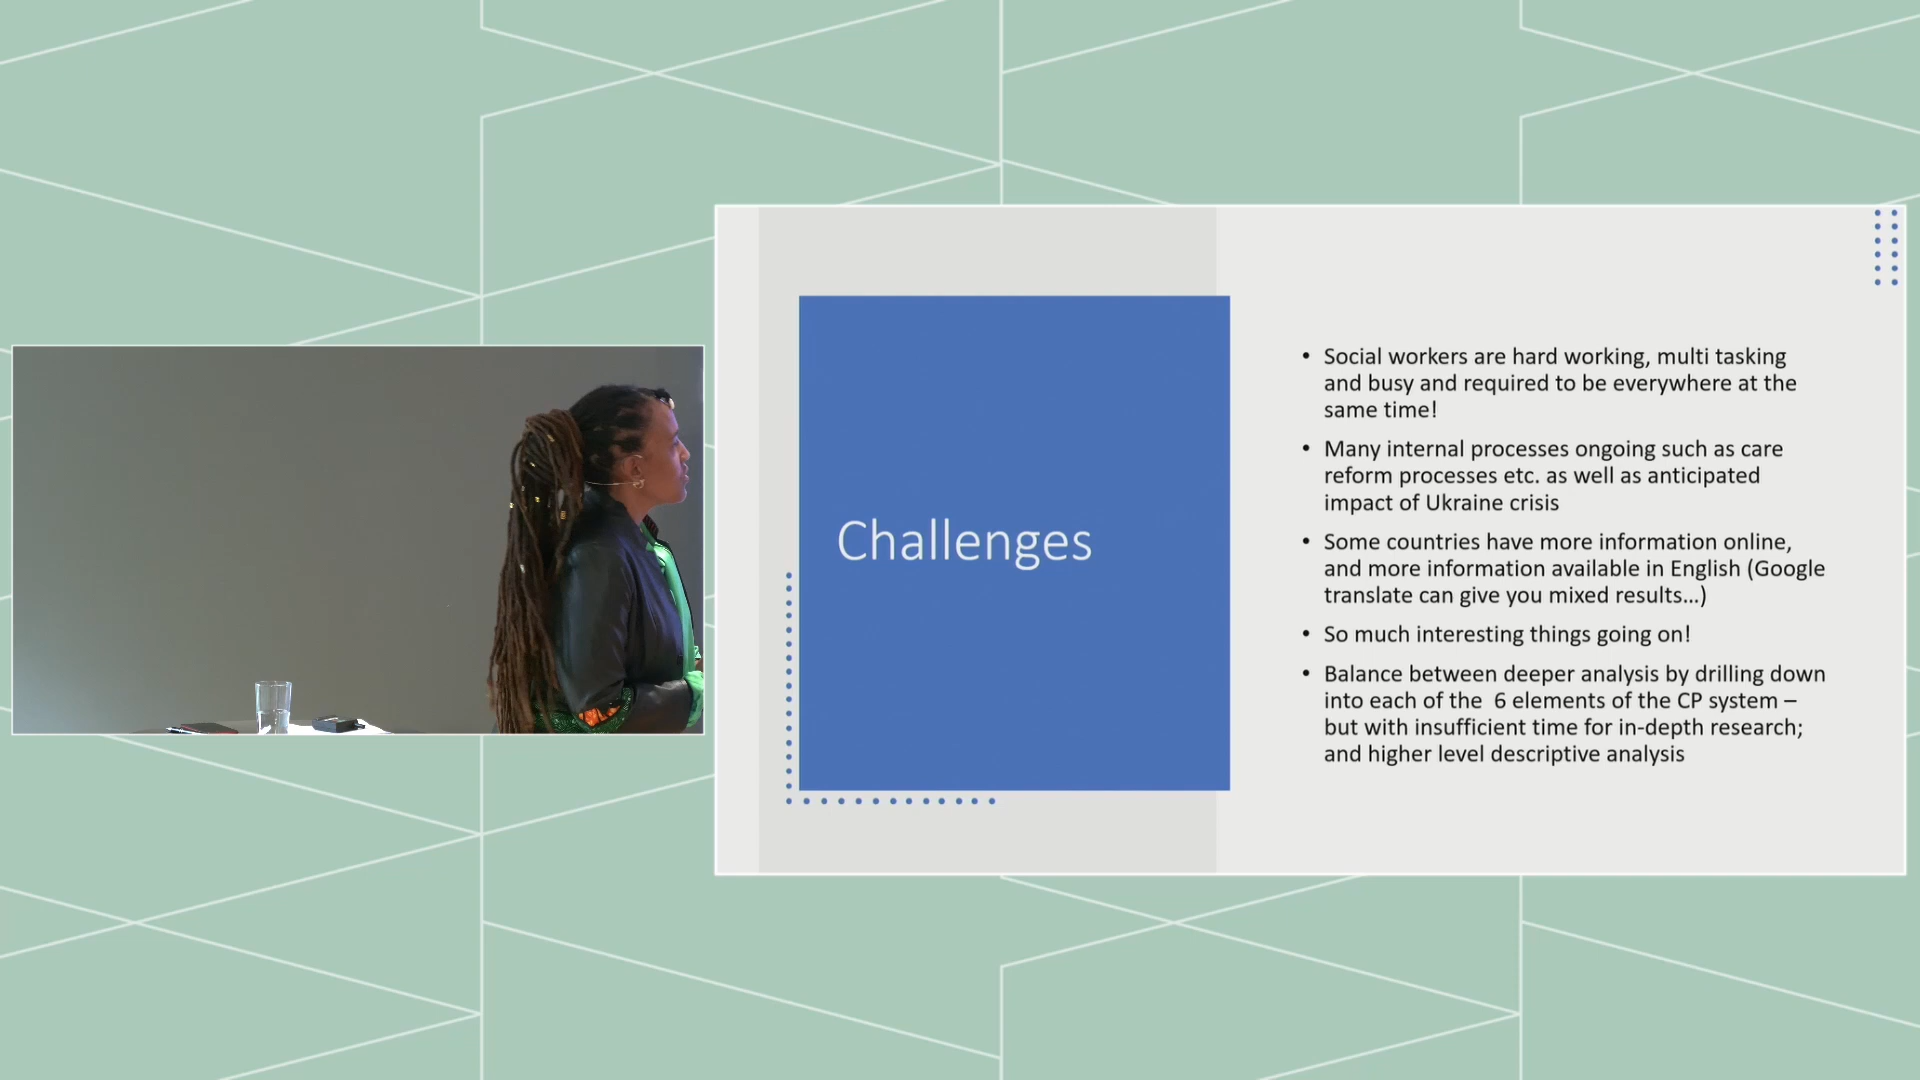 Challenges
• Social workers are hard working, multi tasking
and busy and required to be everywhere at the
same time!
• Many internal processes ongoing such as care
reform processes etc. as well as anticipated
impact of Ukraine crisis
• Some countries have more information online,
and more information available in English (Google
translate can give you mixed results...)
• So much interesting things going on!
• Balance between deeper analysis by drilling down
into each of the  6 elements of the CP system –
but with insufficient time for in-depth research;
and higher level descriptive analysis